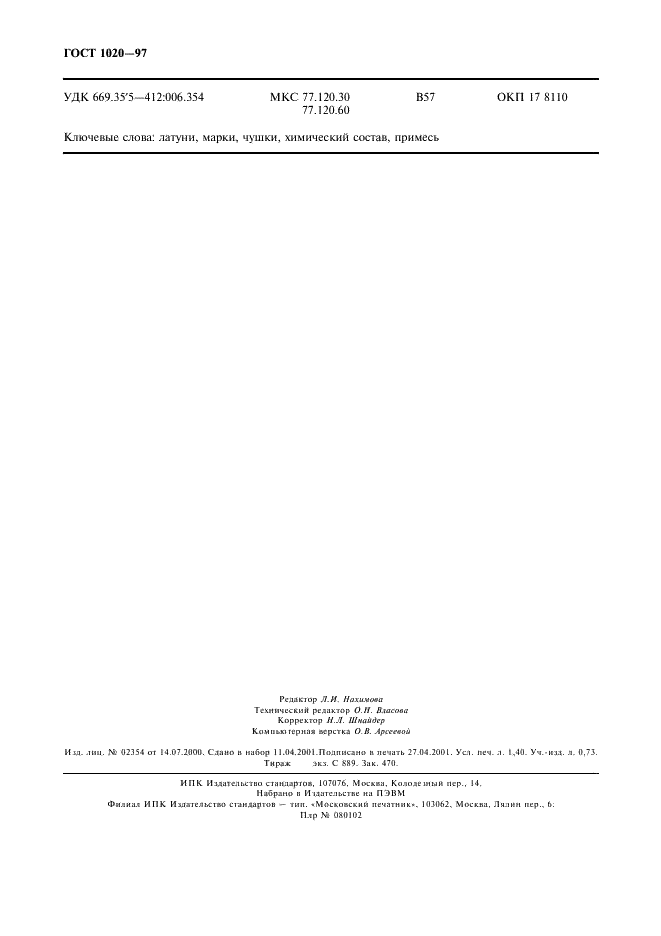 ГОСТ 1020—97
УДК 669.35′5—412:006.354 МКС 77.120.30 В57 ОКП 17 8110
77.120.60
Ключевые слова: латуни, марки, чушки, химический состав, примесь
Редактор Л.И. Нахимова
Технический редактор О.Н. Власова
Корректор Н.Л. Шнайдер
Компьютерная верстка О.В. Арсеевой
Изд. лиц. № 02354 от 14.07.2000. Сдано в набор 11.04.2001.Подписано в печать 27.04.2001. Усл. печ. л. 1,40. Уч.-изд. л. 0,73.
Тираж экз. С 889. Зак. 470.
ИПК Издательство стандартов, 107076, Москва, Колодезный пер., 14.
Набрано в Издательстве на ПЭВМ
Филиал ИПК Издательство стандартов — тип. «Московский печатник», 103062, Москва, Лялин пер., 6:
Плр № 080102